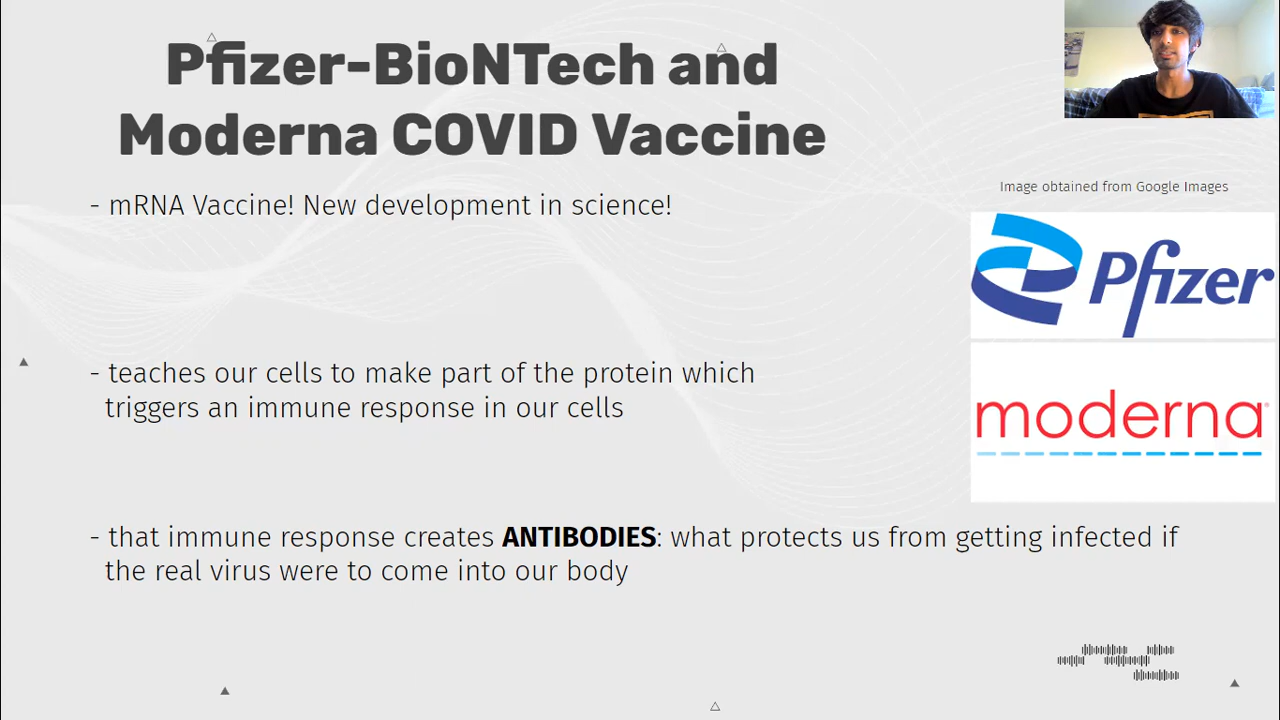 Pfizer-BioNTech and
Moderna COVID Vaccine
- mRNA Vaccine! New development in science!
Image obtained from Google Images
Pfizer
moderna
- teaches our cells to make part of the protein which
triggers an immune response in our cells
- that immune response creates ANTIBODIES: what protects us from getting infected if
the real virus were to come into our body